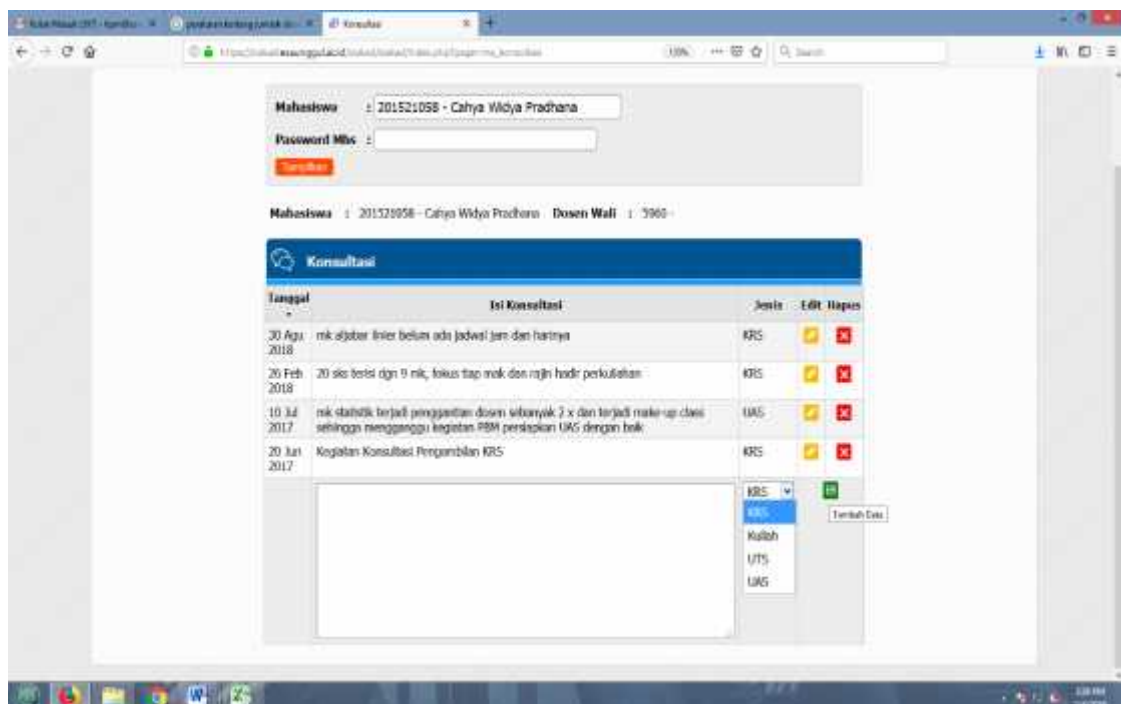 Konsultasi
Search
Mahasiswa : 201521058 - Cahya Widya Pradhana
Password Mhs :
Tampilkan
Mahasiswa : 201521058 - Cahya Widya Pradhana Dosen Wali : 5960 -
Konsultasi
Tanggal Isi Konsultasi Jenis Edit Hapus
30 Agu mk aljabar linier belum ada jadwal jam dan harinya KRS
2018
26 Feb 20 sks terisi dgn 9 mk, fokus tiap mak dan rajin hadir perkuliahan KRS
2018
10 Jul mk statistik terjadi penggantian dosen sebanyak 2 x dan terjadi make-up class UAS
2017 sehingga mengganggu kegiatan PBM persiapkan UAS dengan baik
20 Jun Kegiatan Konsultasi Pengambilan KRS KRS
2017
KRS
KRS
Tambah Data
Kuliah
UTS
UAS